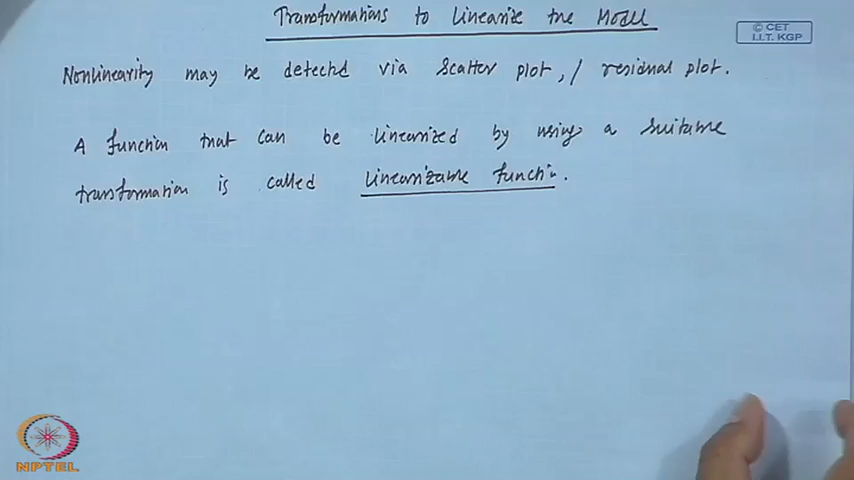 Transformations to Linearize the Model
© CET
I.I.T. KGP
Nonlinearity may be detected via scatter plot, / residual plot.
A function that can be linearized by using a suitable
transformation is called linearizable function.
NPTEL